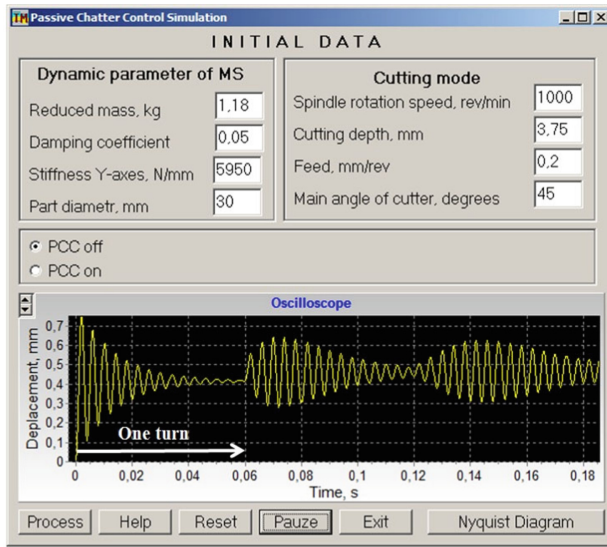 TM Passive Chatter Control Simulation
INITIAL DATA
Dynamic parameter of MS
Reduced mass, kg 1,18
Damping coefficient 0,05
Stiffness Y-axes, N/mm 5950
Part diametr, mm 30
Cutting mode
Spindle rotation speed, rev/min 1000
Cutting depth, mm 3,75
Feed, mm/rev 0,2
Main angle of cutter, degrees 45
PCC off
PCC on
Oscilloscope
Deplacement, mm
0,7
0,6
0,5
0,4
0,3
0,2
0,1
0
One turn
0 0,02 0,04 0,06 0,08 0,1 0,12 0,14 0,16 0,18
Time, s
Process Help Reset Pauze Exit Nyquist Diagram